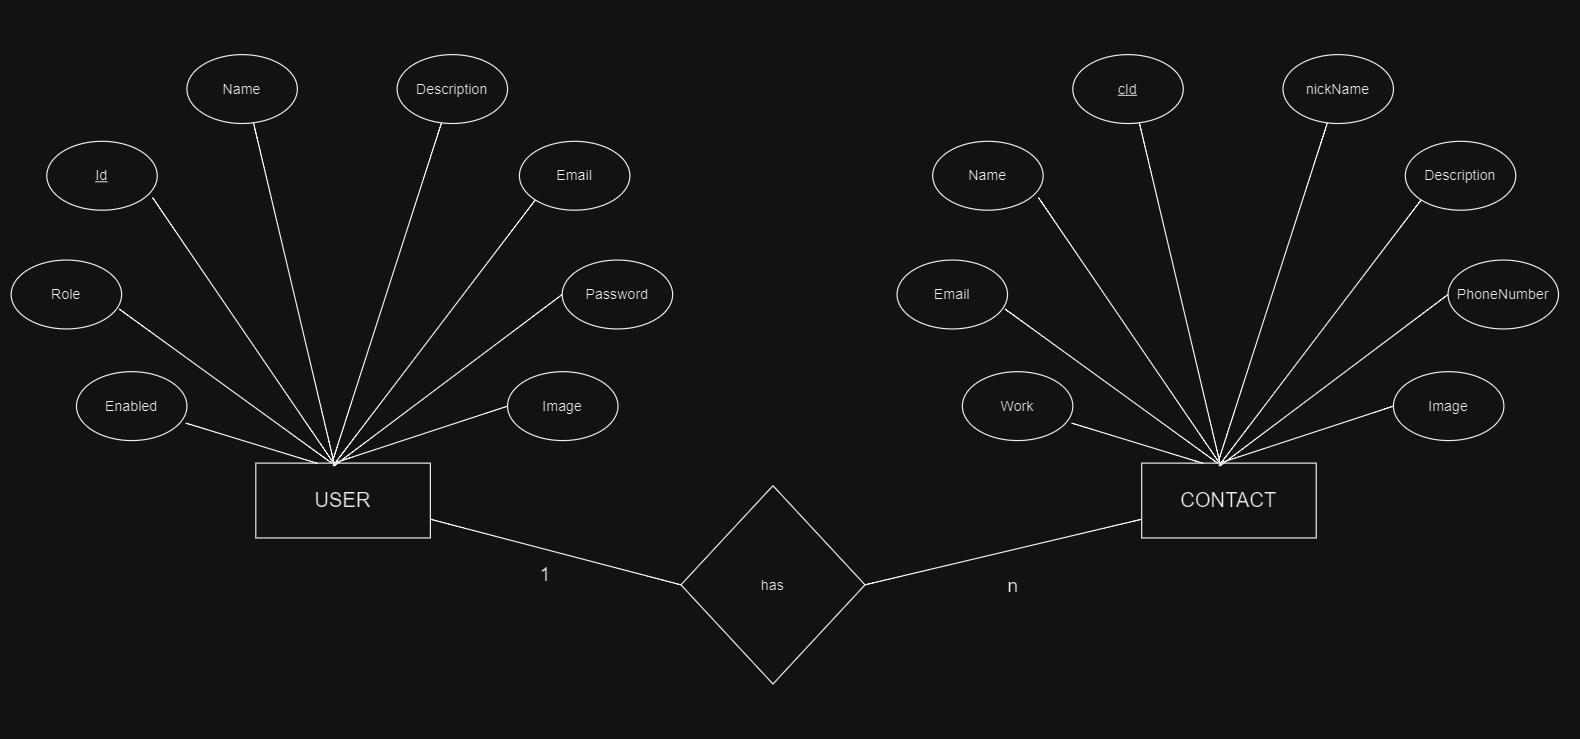 Name
Description
cId
nickName
Id
Email
Name
Description
Role
Password
Email
PhoneNumber
Enabled
Image
Work
Image
USER
CONTACT
1
has
n